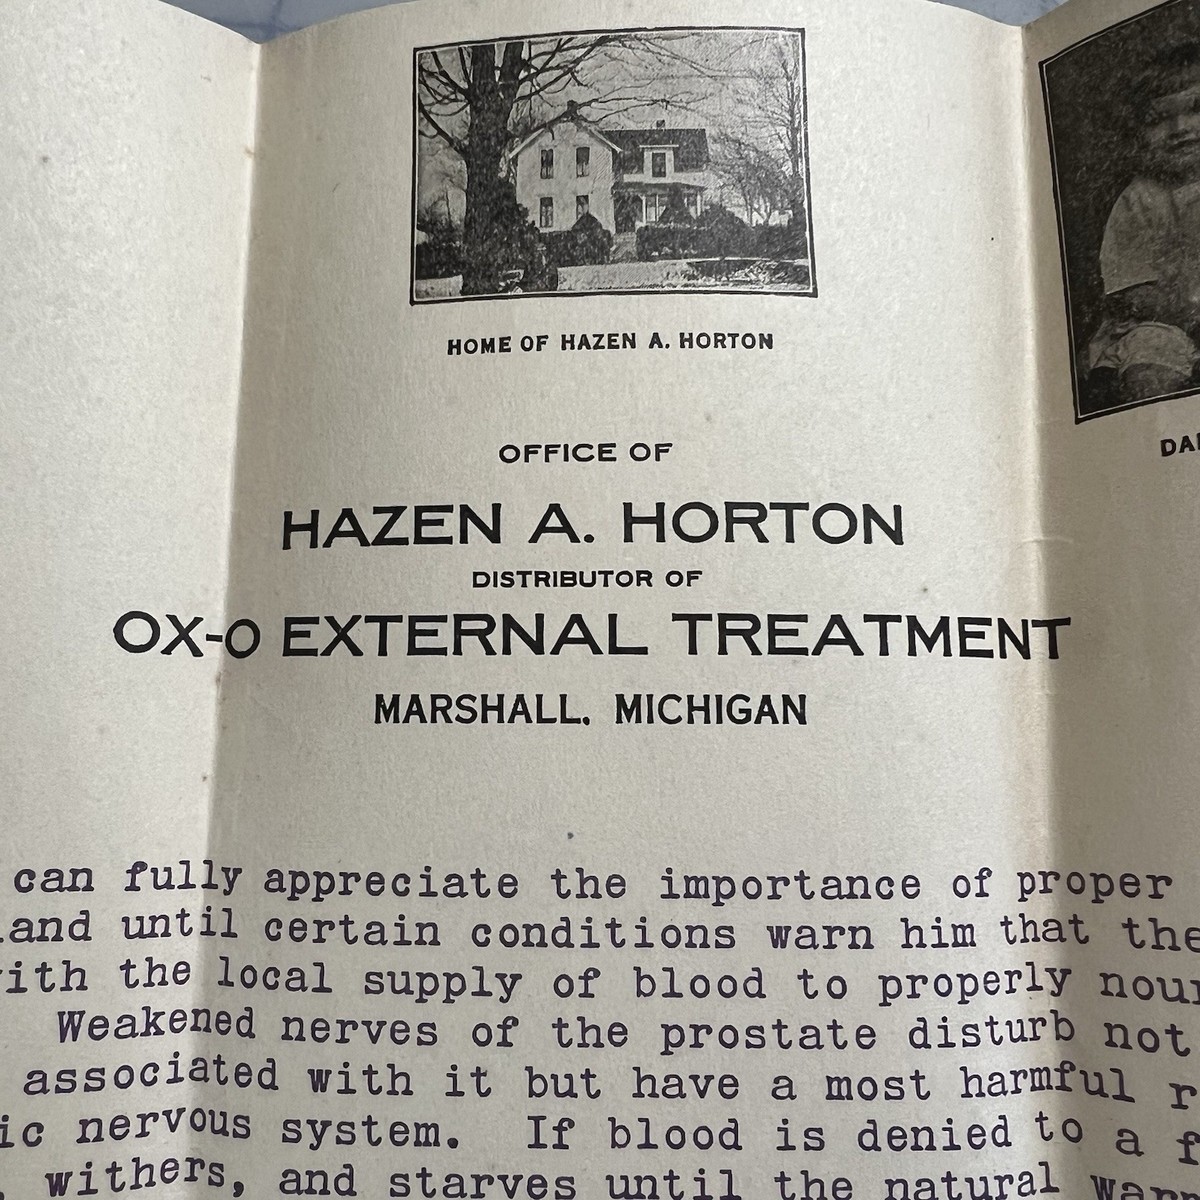 HOME OF HAZEN A. HORTON
OFFICE OF
HAZEN A. HORTON
DISTRIBUTOR OF
OX-O EXTERNAL TREATMENT
MARSHALL, MICHIGAN
can fully appreciate the importance of proper
and until certain conditions warn him that the
with the local supply of blood to properly
Weakened nerves of the prostate disturb not
associated with it but have a most harmful
nervous system. If blood is denied to a
withers, and starves until the natural